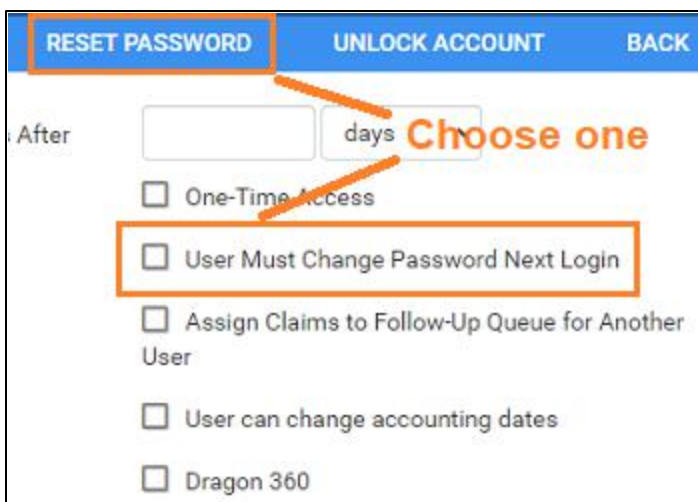 RESET PASSWORD UNLOCK ACCOUNT BACK
After days Choose one
One-Time Access
User Must Change Password Next Login
Assign Claims to Follow-Up Queue for Another
User
User can change accounting dates
Dragon 360